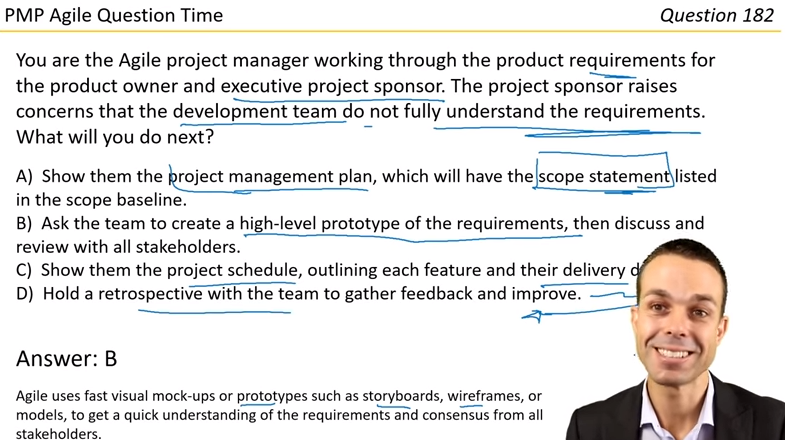 PMP Agile Question Time
Question 182
You are the Agile project manager working through the product requirements for
the product owner and executive project sponsor. The project sponsor raises
concerns that the development team do not fully understand the requirements.
What will you do next?
A) Show them the project management plan, which will have the scope statement listed
in the scope baseline.
B) Ask the team to create a high-level prototype of the requirements, then discuss and
review with all stakeholders.
C) Show them the project schedule, outlining each feature and their delivery
D) Hold a retrospective with the team to gather feedback and improve.
Answer: B
Agile uses fast visual mock-ups or prototypes such as storyboards, wireframes, or
models, to get a quick understanding of the requirements and consensus from all
stakeholders.